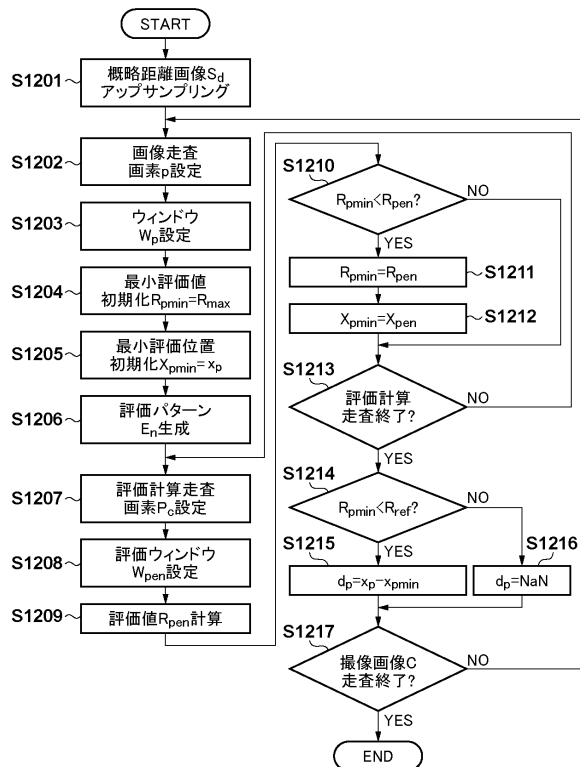 START
S1201
概略距離画像Sd
アップサンプリング
S1202
画像走査
画素p設定
S1203
ウィンドウ
Wp設定
S1204
最小評価値
初期化Rpmin=Rmax
S1205
最小評価位置
初期化Xpmin=xp
S1206
評価パターン
En生成
S1207
評価計算走査
画素Pc設定
S1208
評価ウィンドウ
Wpen設定
S1209
評価値Rpen計算
S1210
Rpmin<Rpen?
NO
YES
Rpmin=Rpen
S1211
Xpmin=Xpen
S1212
S1213
評価計算
走査終了?
NO
YES
S1214
Rpmin<Rref?
NO
YES
S1215
dp=xp-xpmin
S1216
dp=NaN
S1217
撮像画像C
走査終了?
NO
YES
END